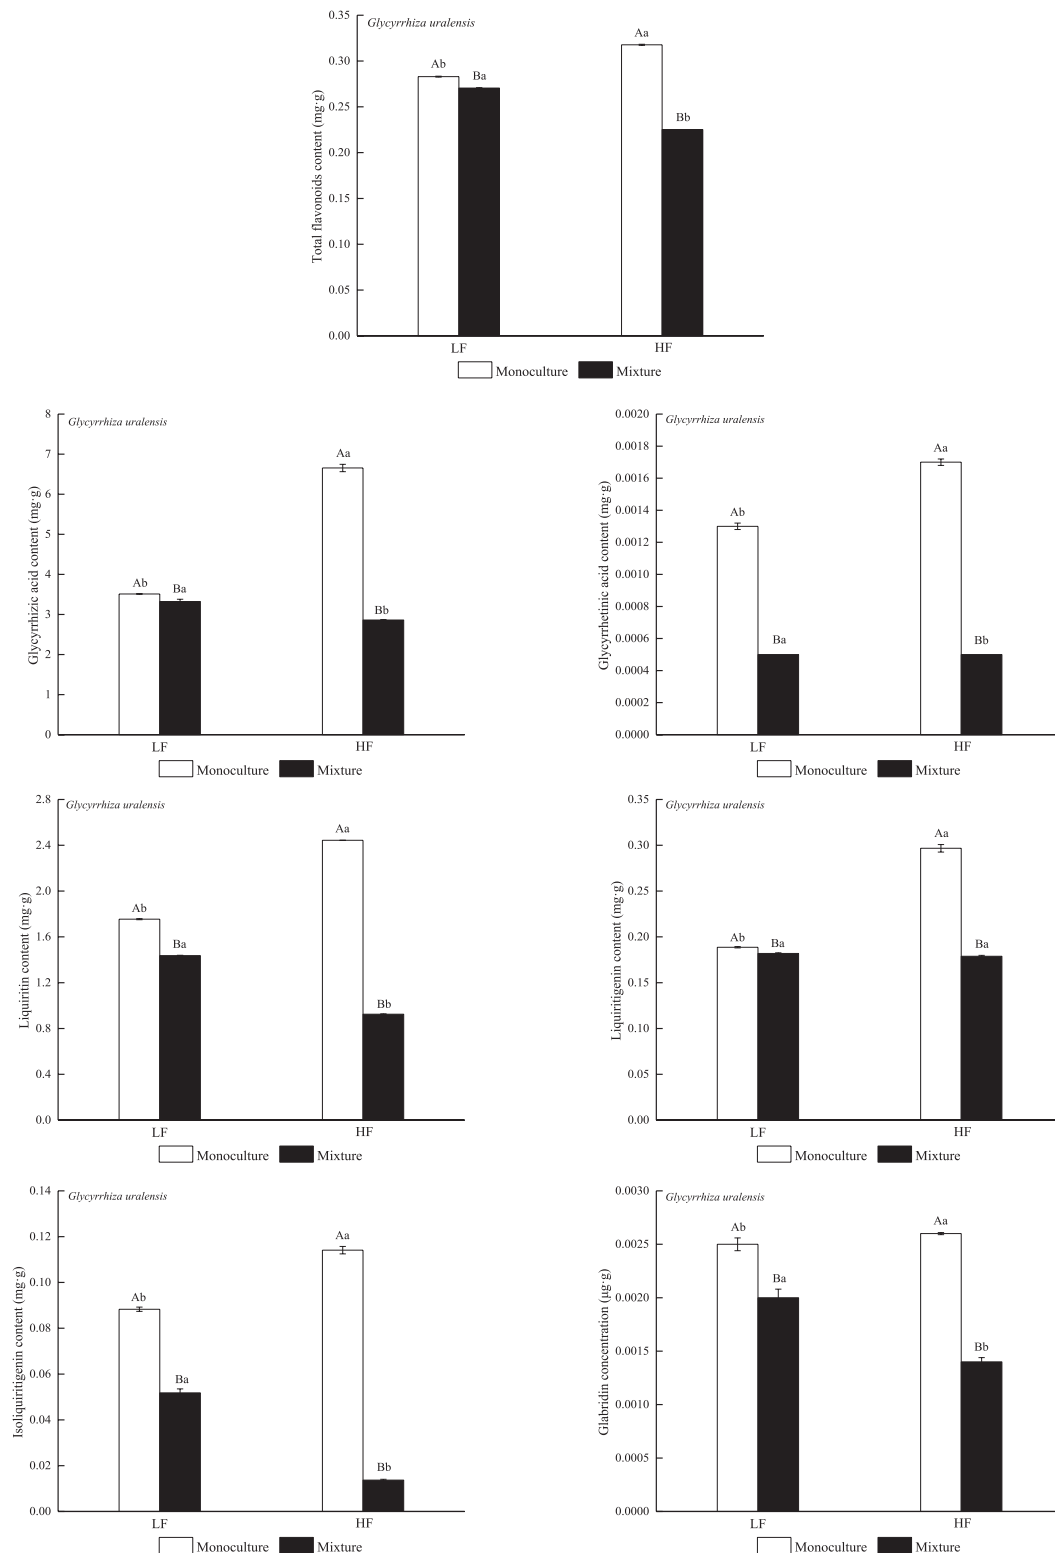 Glycyrrhiza uralensis
Total flavonoids content (mg·g)
0.35
0.30
0.25
0.20
0.15
0.10
0.05
0.00
Ab
Ba
Aa
Bb
LF
HF
Monoculture
Mixture
Glycyrrhiza uralensis
Glycyrrhizic acid content (mg·g)
8
7
6
5
4
3
2
1
0
Ab
Ba
Aa
Bb
LF
HF
Monoculture
Mixture
Glycyrrhiza uralensis
Glycyrrhetinic acid content (mg·g)
0.0020
0.0018
0.0016
0.0014
0.0012
0.0010
0.0008
0.0006
0.0004
0.0002
0.0000
Ab
Ba
Aa
Bb
LF
HF
Monoculture
Mixture
Glycyrrhiza uralensis
Liquiritin content (mg·g)
2.8
2.4
2.0
1.6
1.2
0.8
0.4
0.0
Ab
Ba
Aa
Bb
LF
HF
Monoculture
Mixture
Glycyrrhiza uralensis
Liquiritigenin content (mg·g)
0.35
0.30
0.25
0.20
0.15
0.10
0.05
0.00
Ab
Ba
Aa
Ba
LF
HF
Monoculture
Mixture
Glycyrrhiza uralensis
Isoliquiritigenin content (mg·g)
0.14
0.12
0.10
0.08
0.06
0.04
0.02
0.00
Ab
Ba
Aa
Bb
LF
HF
Monoculture
Mixture
Glycyrrhiza uralensis
Glabridin concentration (μg·g)
0.0030
0.0025
0.0020
0.0015
0.0010
0.0005
0.0000
Ab
Ba
Aa
Bb
LF
HF
Monoculture
Mixture